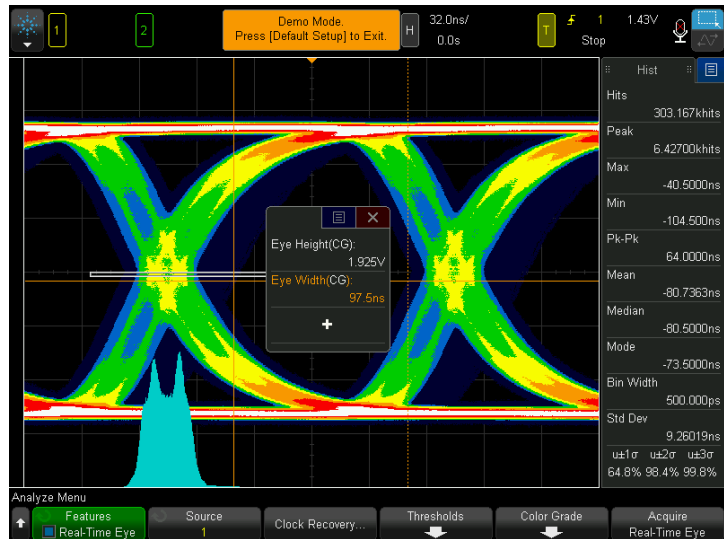 1
2
Demo Mode.
Press [Default Setup] to Exit.
H
32.0ns/
0.0s
T
1
1.43V
Stop
Hist
Hits
303.167khits
Peak
6.42700khits
Max
-40.5000ns
Min
-104.500ns
Pk-Pk
64.0000ns
Mean
-80.7363ns
Median
-80.5000ns
Mode
-73.5000ns
Bin Width
500.000ps
Std Dev
9.26019ns
u±1σ u±2σ u±3σ
64.8% 98.4% 99.8%
Eye Height(CG):
1.925V
Eye Width(CG):
97.5ns
+
Analyze Menu
Features
Real-Time Eye
Source
1
Clock Recovery...
Thresholds
Color Grade
Acquire
Real-Time Eye